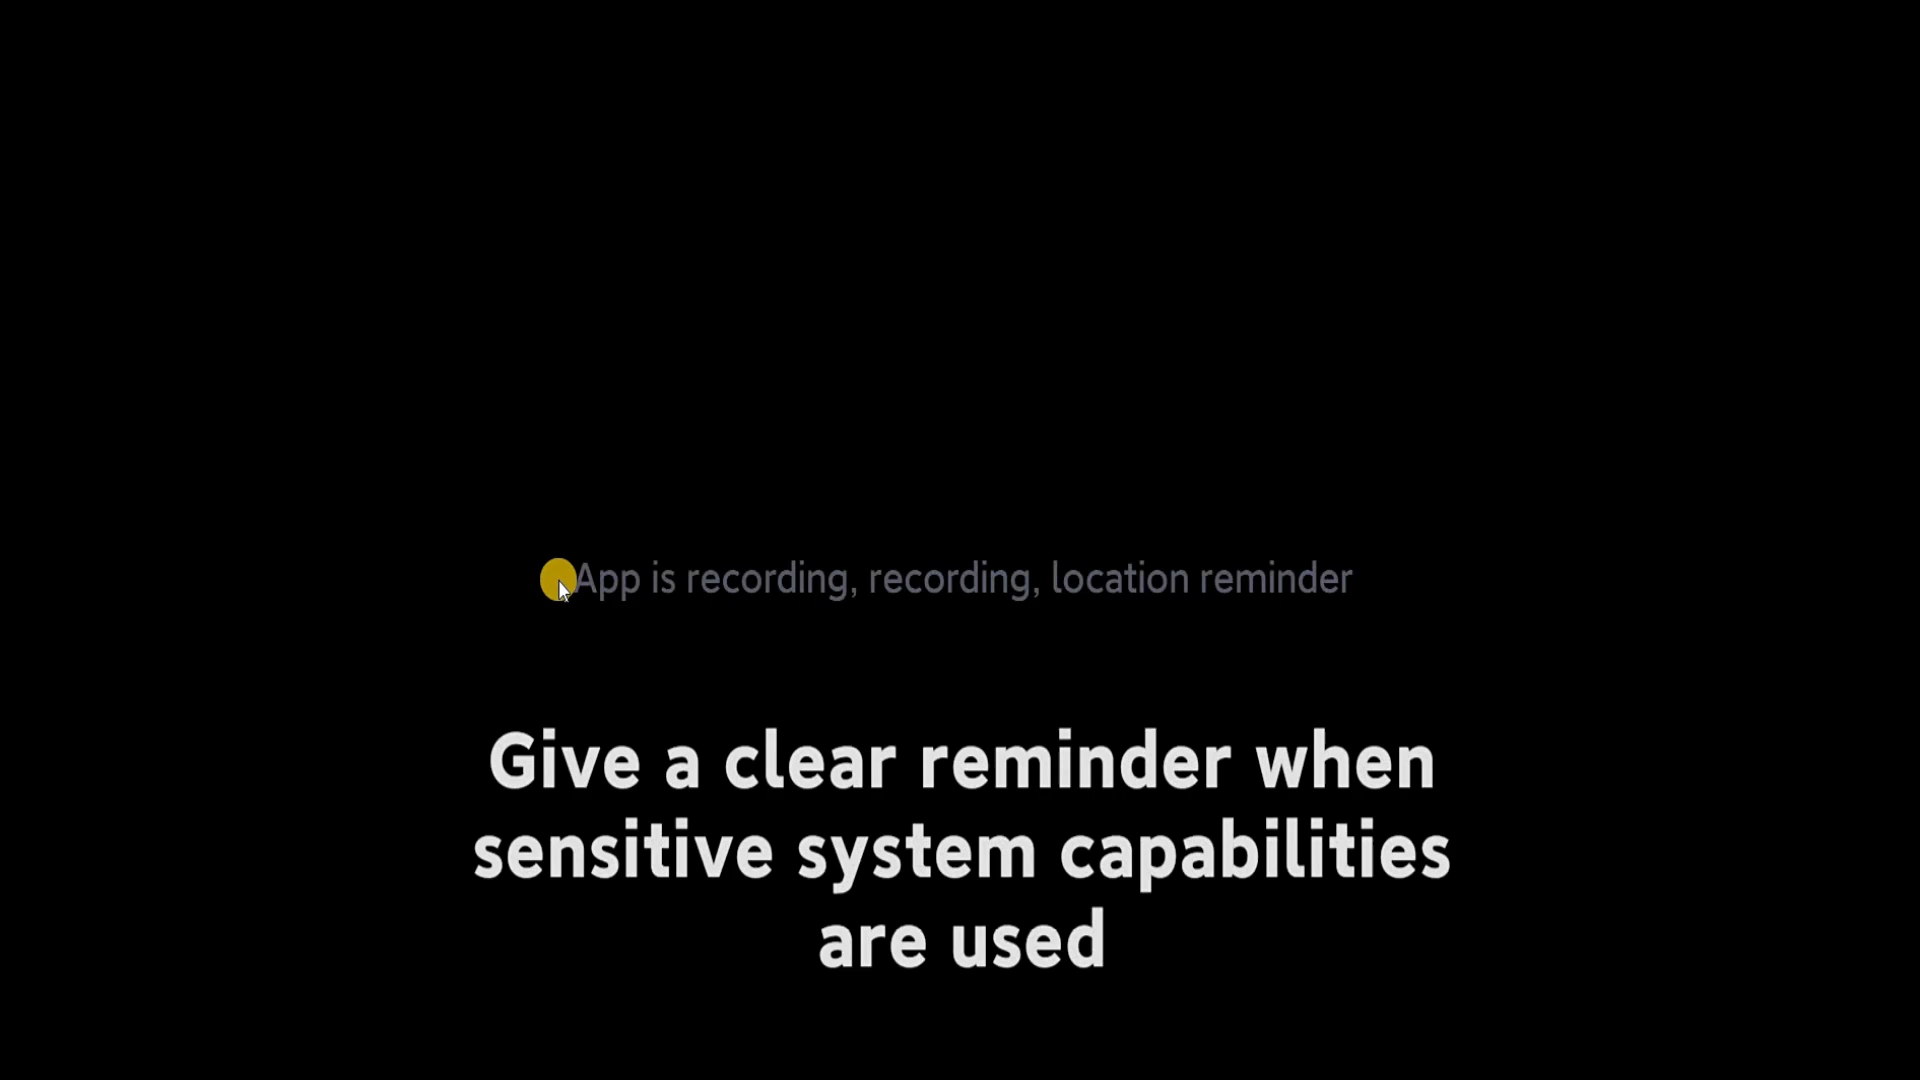 App is recording, recording, location reminder
Give a clear reminder when
sensitive system capabilities
are used